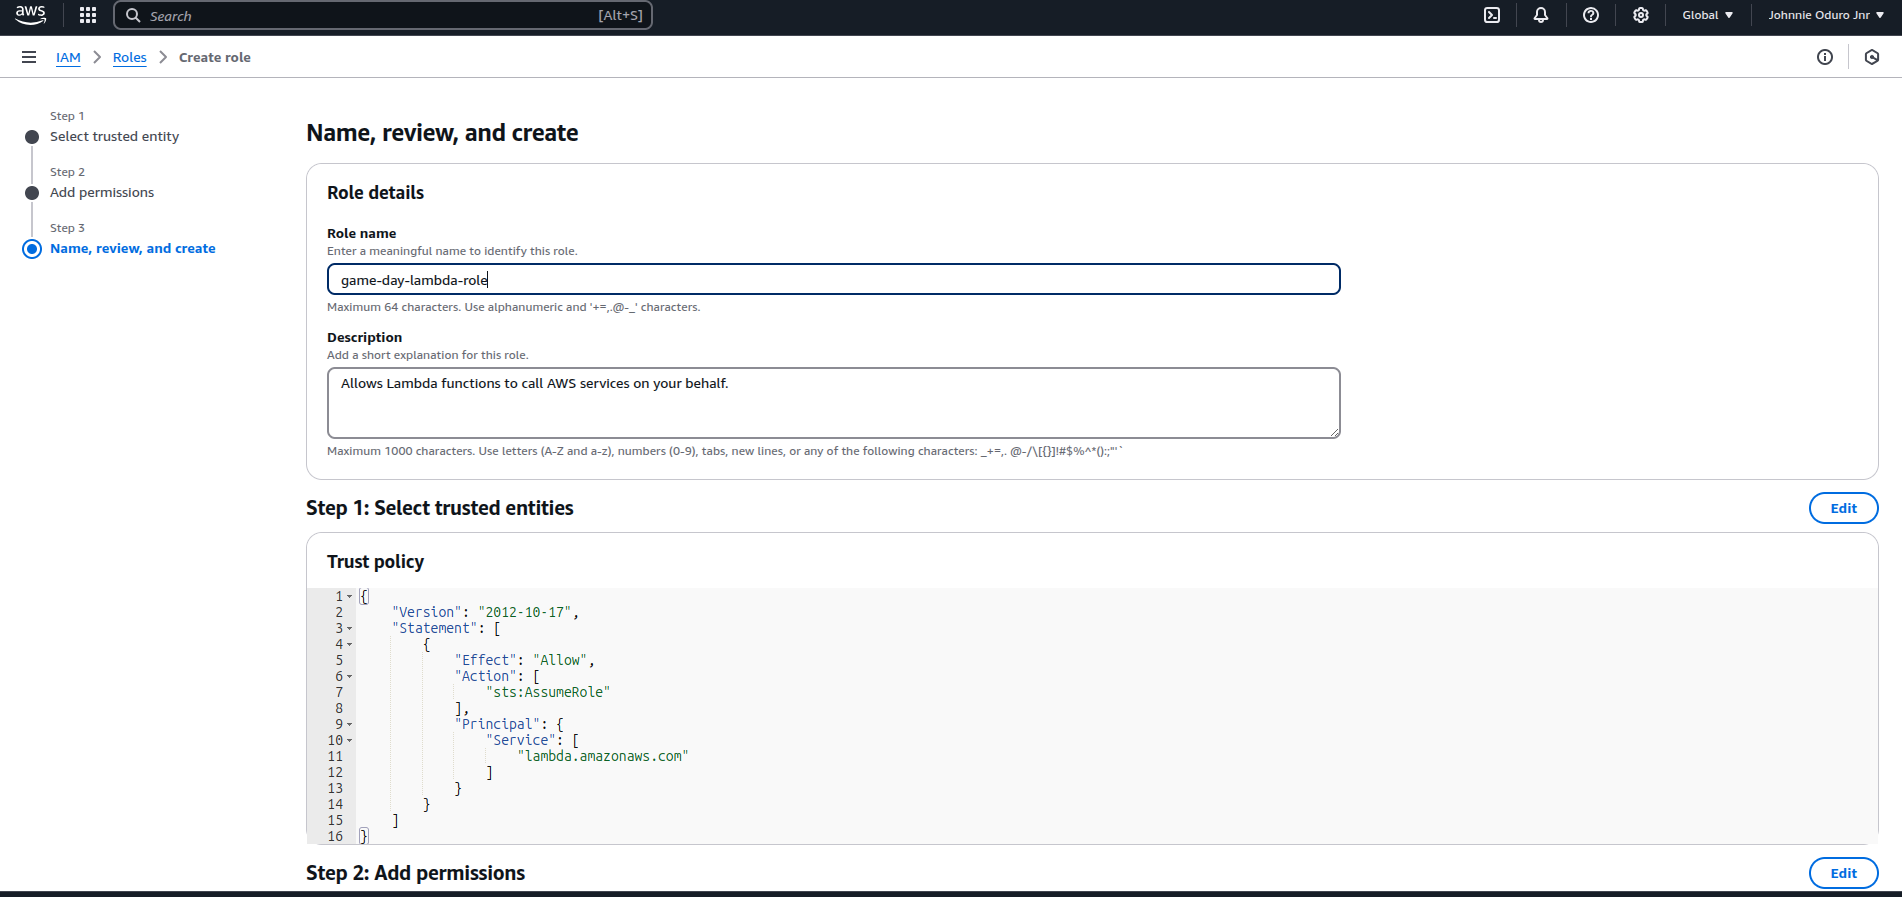 aws
Search [Alt+S]
Global
Johnnie Oduro Jnr
IAM
Roles
Create role
Step 1
Select trusted entity
Step 2
Add permissions
Step 3
Name, review, and create
Name, review, and create
Role details
Role name
Enter a meaningful name to identify this role.
game-day-lambda-role
Maximum 64 characters. Use alphanumeric and '+=,.@-_' characters.
Description
Add a short explanation for this role.
Allows Lambda functions to call AWS services on your behalf.
Maximum 1000 characters. Use letters (A-Z and a-z), numbers (0-9), tabs, new lines, or any of the following characters: _+=,. @-/\[{}]!#$%^*();:"'`
Step 1: Select trusted entities
Edit
Trust policy
1 {
2 "Version": "2012-10-17",
3 "Statement": [
4 {
5 "Effect": "Allow",
6 "Action": [
7 "sts:AssumeRole"
8 ],
9 "Principal": {
10 "Service": [
11 "lambda.amazonaws.com"
12 ]
13 }
14 }
15 ]
16 }
Step 2: Add permissions
Edit